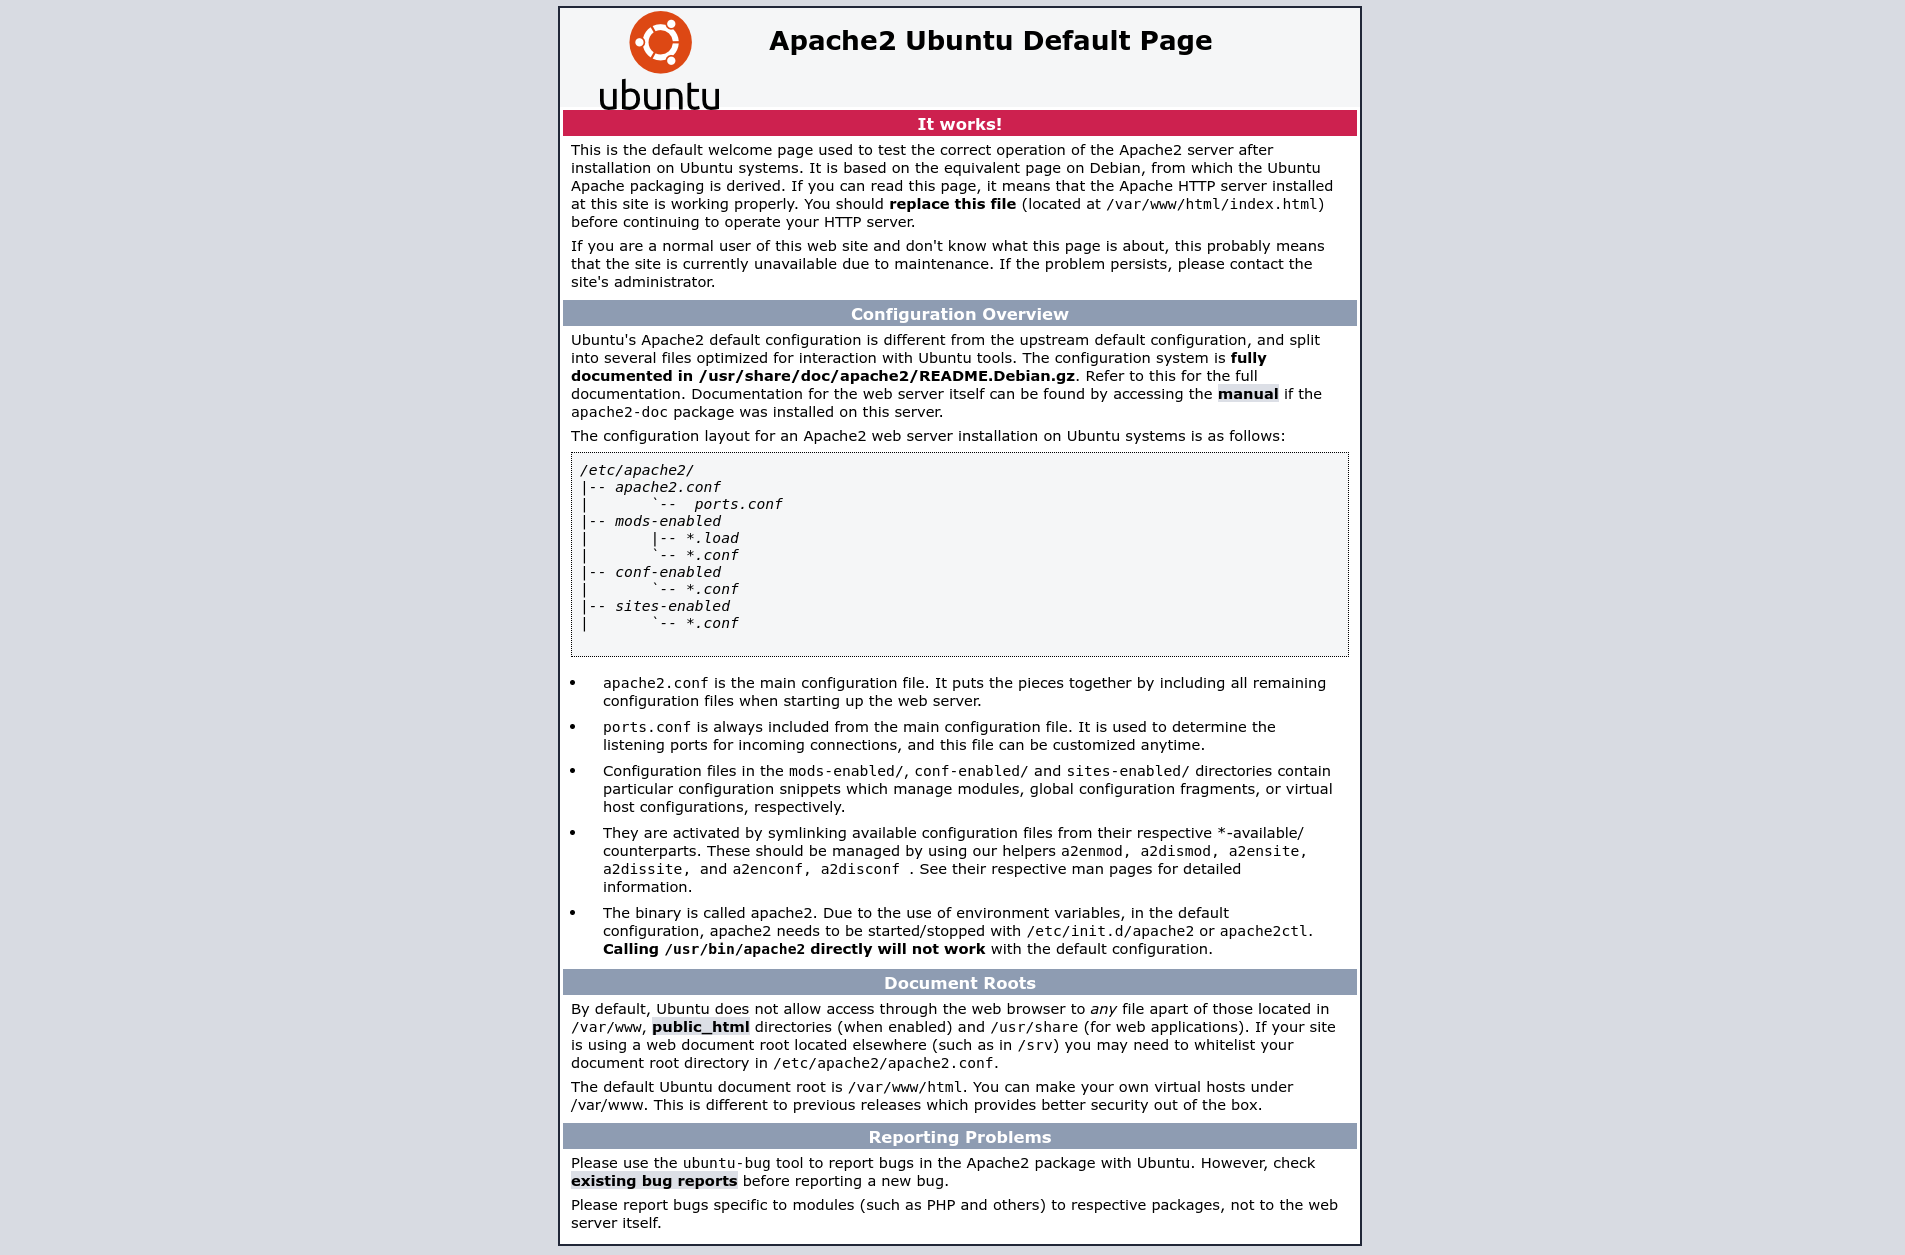 ubuntu
Apache2 Ubuntu Default Page
It works!
This is the default welcome page used to test the correct operation of the Apache2 server after
installation on Ubuntu systems. It is based on the equivalent page on Debian, from which the Ubuntu
Apache packaging is derived. If you can read this page, it means that the Apache HTTP server installed
at this site is working properly. You should replace this file (located at /var/www/html/index.html)
before continuing to operate your HTTP server.
If you are a normal user of this web site and don't know what this page is about, this probably means
that the site is currently unavailable due to maintenance. If the problem persists, please contact the
site's administrator.
Configuration Overview
Ubuntu's Apache2 default configuration is different from the upstream default configuration, and split
into several files optimized for interaction with Ubuntu tools. The configuration system is fully
documented in /usr/share/doc/apache2/README.Debian.gz. Refer to this for the full
documentation. Documentation for the web server itself can be found by accessing the manual if the
apache2-doc package was installed on this server.
The configuration layout for an Apache2 web server installation on Ubuntu systems is as follows:
/etc/apache2/
|-- apache2.conf
|       `--  ports.conf
|-- mods-enabled
|       |-- *.load
|       `-- *.conf
|-- conf-enabled
|       `-- *.conf
|-- sites-enabled
|       `-- *.conf
• apache2.conf is the main configuration file. It puts the pieces together by including all remaining
configuration files when starting up the web server.
• ports.conf is always included from the main configuration file. It is used to determine the
listening ports for incoming connections, and this file can be customized anytime.
• Configuration files in the mods-enabled/, conf-enabled/ and sites-enabled/ directories contain
particular configuration snippets which manage modules, global configuration fragments, or virtual
host configurations, respectively.
• They are activated by symlinking available configuration files from their respective *-available/
counterparts. These should be managed by using our helpers a2enmod, a2dismod, a2ensite,
a2dissite, and a2enconf, a2disconf . See their respective man pages for detailed
information.
• The binary is called apache2. Due to the use of environment variables, in the default
configuration, apache2 needs to be started/stopped with /etc/init.d/apache2 or apache2ctl.
Calling /usr/bin/apache2 directly will not work with the default configuration.
Document Roots
By default, Ubuntu does not allow access through the web browser to any file apart of those located in
/var/www, public_html directories (when enabled) and /usr/share (for web applications). If your site
is using a web document root located elsewhere (such as in /srv) you may need to whitelist your
document root directory in /etc/apache2/apache2.conf.
The default Ubuntu document root is /var/www/html. You can make your own virtual hosts under
/var/www. This is different to previous releases which provides better security out of the box.
Reporting Problems
Please use the ubuntu-bug tool to report bugs in the Apache2 package with Ubuntu. However, check
existing bug reports before reporting a new bug.
Please report bugs specific to modules (such as PHP and others) to respective packages, not to the web
server itself.